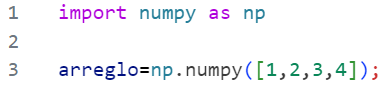 1 import numpy as np
2
3 arreglo=np.numpy([1,2,3,4]);